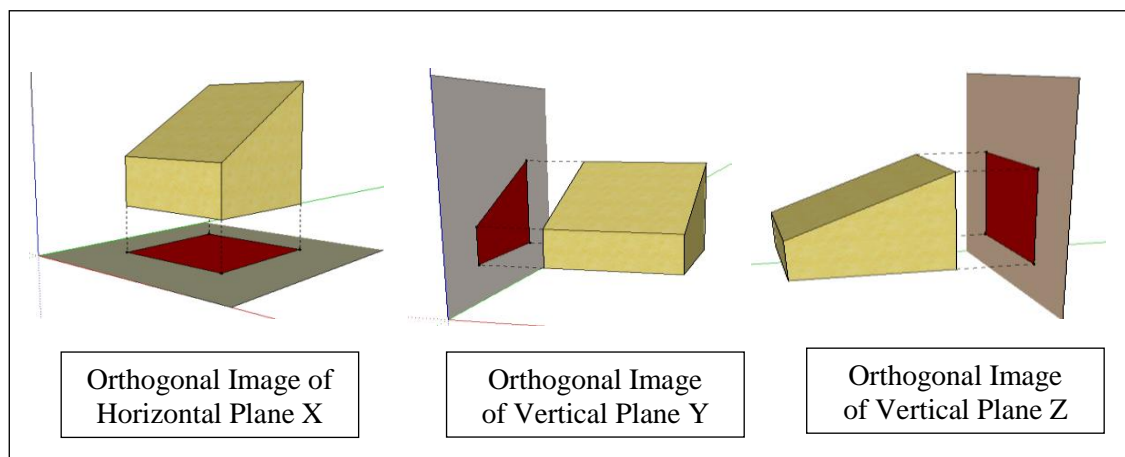 Orthogonal Image of
Horizontal Plane X
Orthogonal Image
of Vertical Plane Y
Orthogonal Image
of Vertical Plane Z